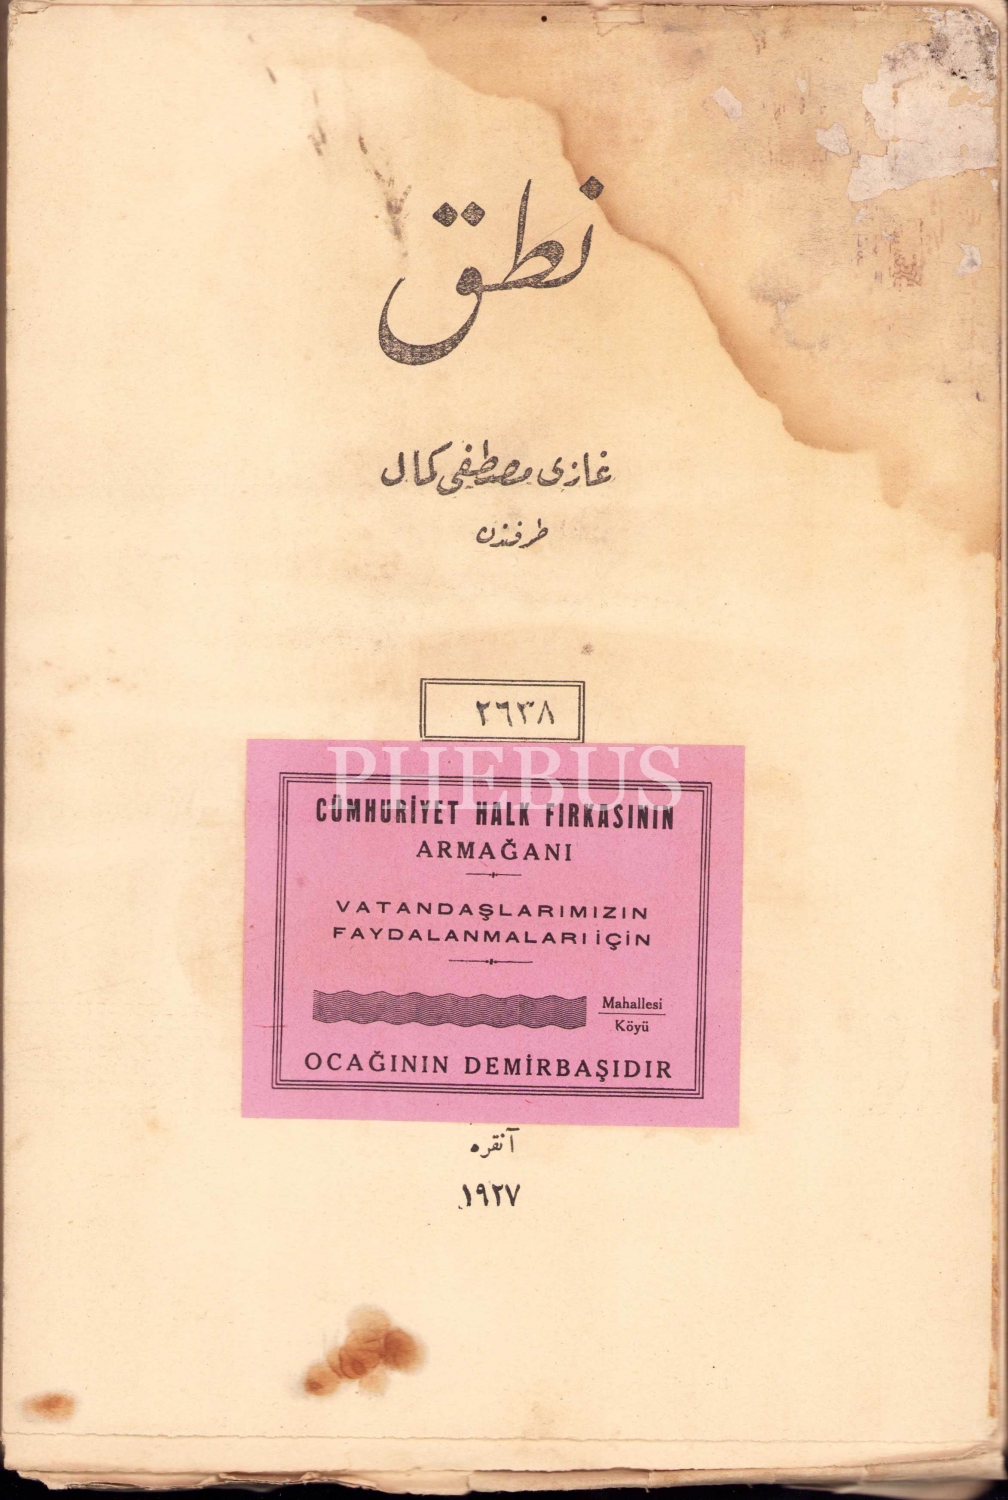 نطق
غازی مصطفی کمال
طرفندن
٢٦٣٨
PHEBUS
CÜMHURİYET HALK FIRKASININ
ARMAĞANI
VATANDAŞLARIMIZIN
FAYDALANMALARI İÇİN
Mahallesi
Köyü
OCAĞININ DEMİRBAŞIDIR
آنقره
١٩٢٧